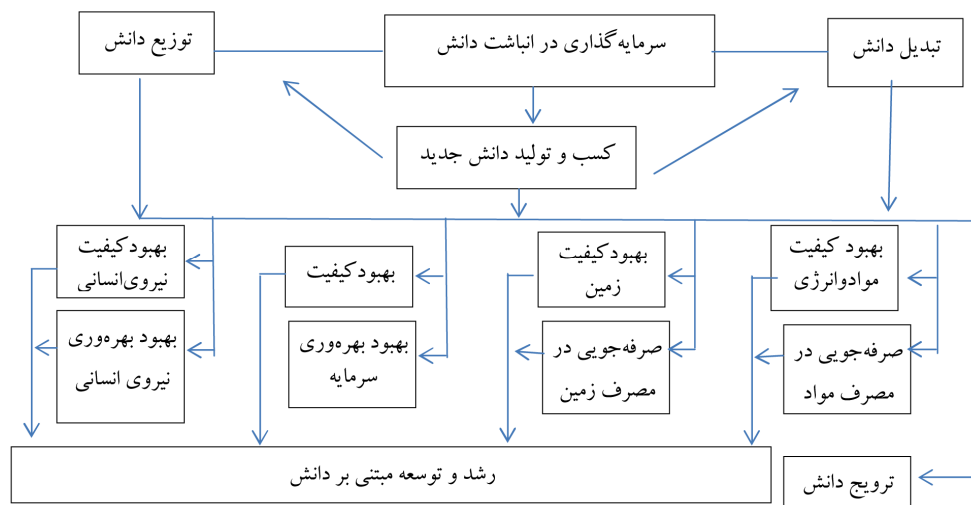 تبدیل دانش
سرمایه‌گذاری در انباشت دانش
توزیع دانش
کسب و تولید دانش جدید
بهبود کیفیت
موادوانرژی
بهبودکیفیت
زمین
بهبودکیفیت
بهبودکیفیت
نیروی‌انسانی
صرفه‌جویی در
مصرف مواد
صرفه‌جویی در
مصرف زمین
بهبود بهره‌وری
سرمایه
بهبود بهره‌وری
نیروی انسانی
رشد و توسعه مبتنی بر دانش
ترویج دانش